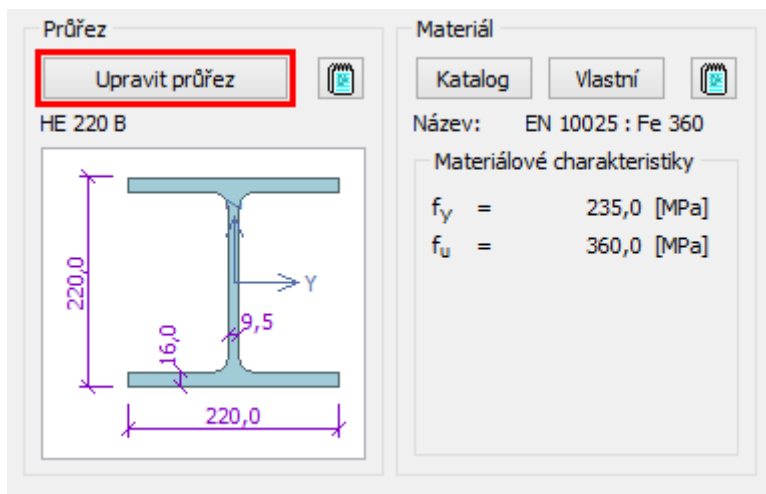 Průřez
Upravit průřez
HE 220 B
220,0
16,0
9,5
Y
220,0
Materiál
Katalog
Vlastní
Název: EN 10025 : Fe 360
Materiálové charakteristiky
fy = 235,0 [MPa]
fu = 360,0 [MPa]